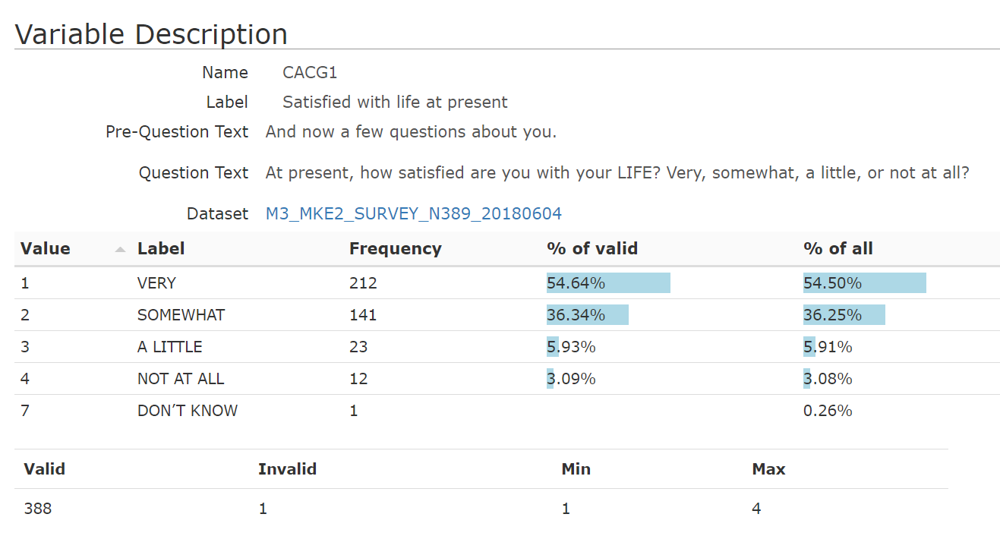 Variable Description
Name CACG1
Label Satisfied with life at present
Pre-Question Text And now a few questions about you.
Question Text At present, how satisfied are you with your LIFE? Very, somewhat, a little, or not at all?
Dataset M3_MKE2_SURVEY_N389_20180604
Value Label Frequency % of valid % of all
1 VERY 212 54.64% 54.50%
2 SOMEWHAT 141 36.34% 36.25%
3 A LITTLE 23 5.93% 5.91%
4 NOT AT ALL 12 3.09% 3.08%
7 DON’T KNOW 1 0.26%
Valid Invalid Min Max
388 1 1 4